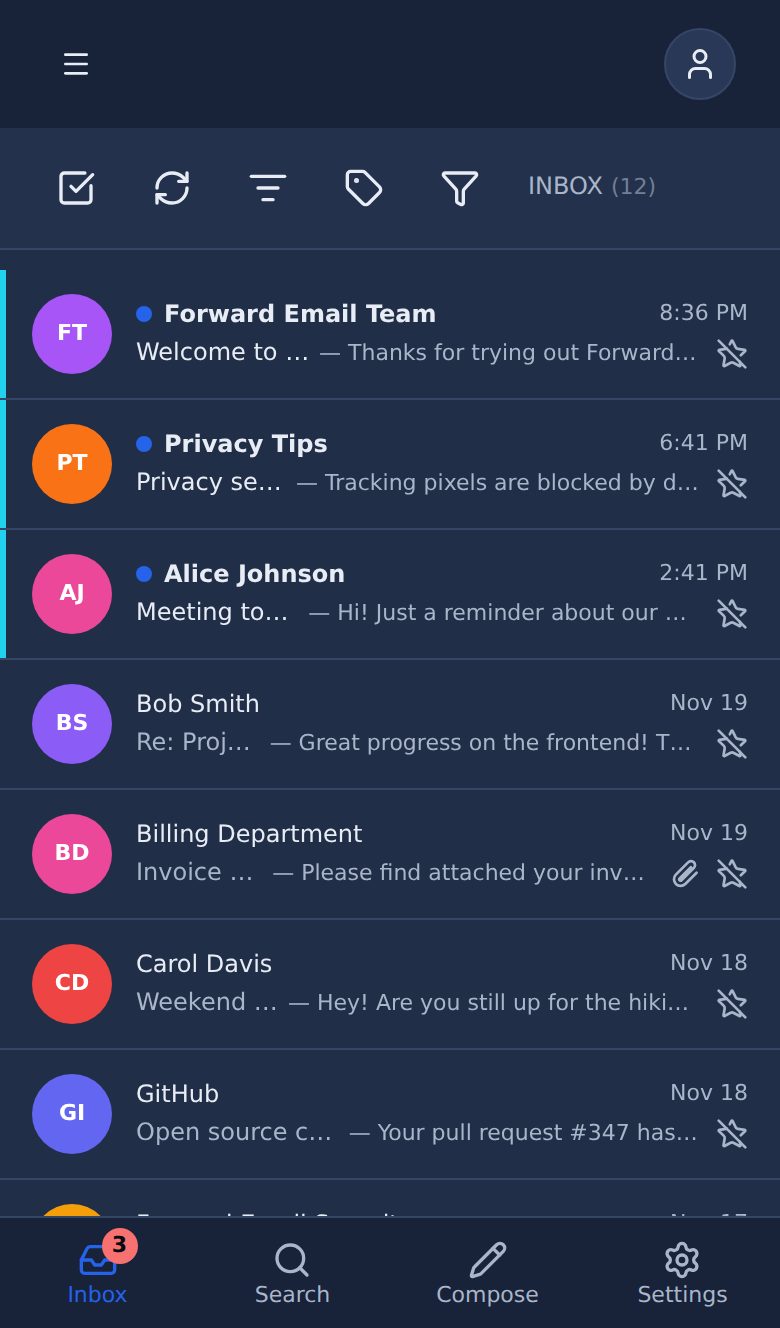 INBOX (12)
FT
Forward Email Team 8:36 PM
Welcome to ... — Thanks for trying out Forward...
PT
Privacy Tips 6:41 PM
Privacy se... — Tracking pixels are blocked by d...
AJ
Alice Johnson 2:41 PM
Meeting to... — Hi! Just a reminder about our ...
BS
Bob Smith Nov 19
Re: Proj... — Great progress on the frontend! T...
BD
Billing Department Nov 19
Invoice ... — Please find attached your inv...
CD
Carol Davis Nov 18
Weekend ... — Hey! Are you still up for the hiki...
GI
GitHub Nov 18
Open source c... — Your pull request #347 has...
3
Inbox Search Compose Settings